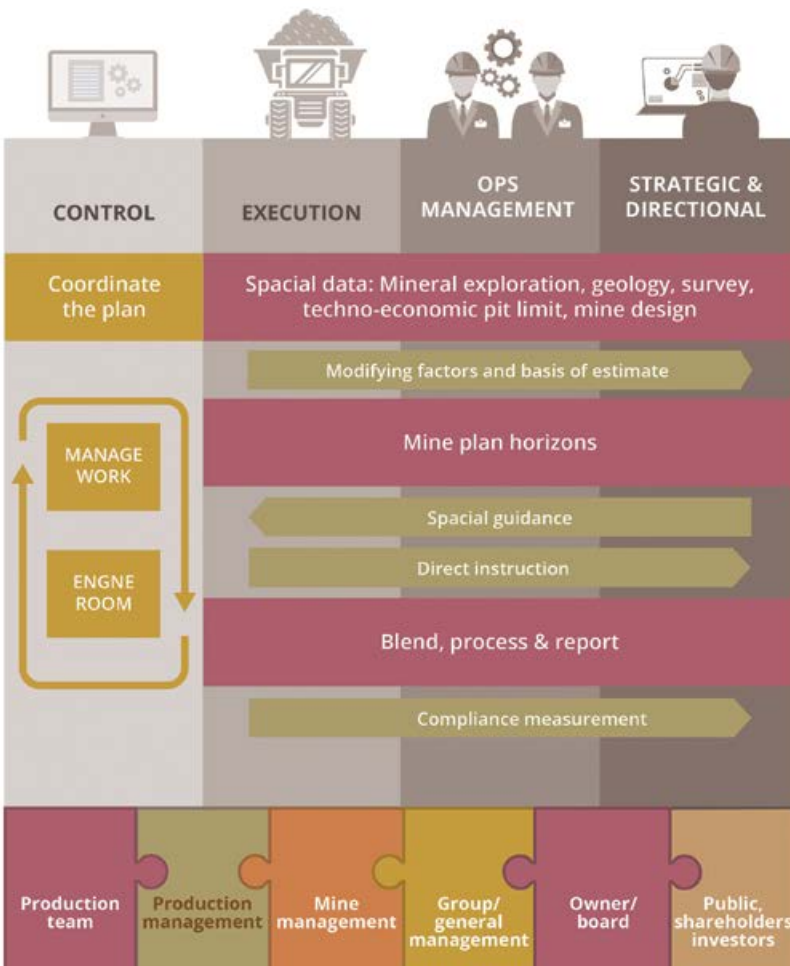 CONTROL
EXECUTION
OPS
MANAGEMENT
STRATEGIC &
DIRECTIONAL
Coordinate
the plan
Spacial data: Mineral exploration, geology, survey,
techno-economic pit limit, mine design
Modifying factors and basis of estimate
Mine plan horizons
MANAGE
WORK
Spacial guidance
Direct instruction
ENGNE
ROOM
Blend, process & report
Compliance measurement
Production
team
Production
management
Mine
management
Group/
general
management
Owner/
board
Public,
shareholders
investors